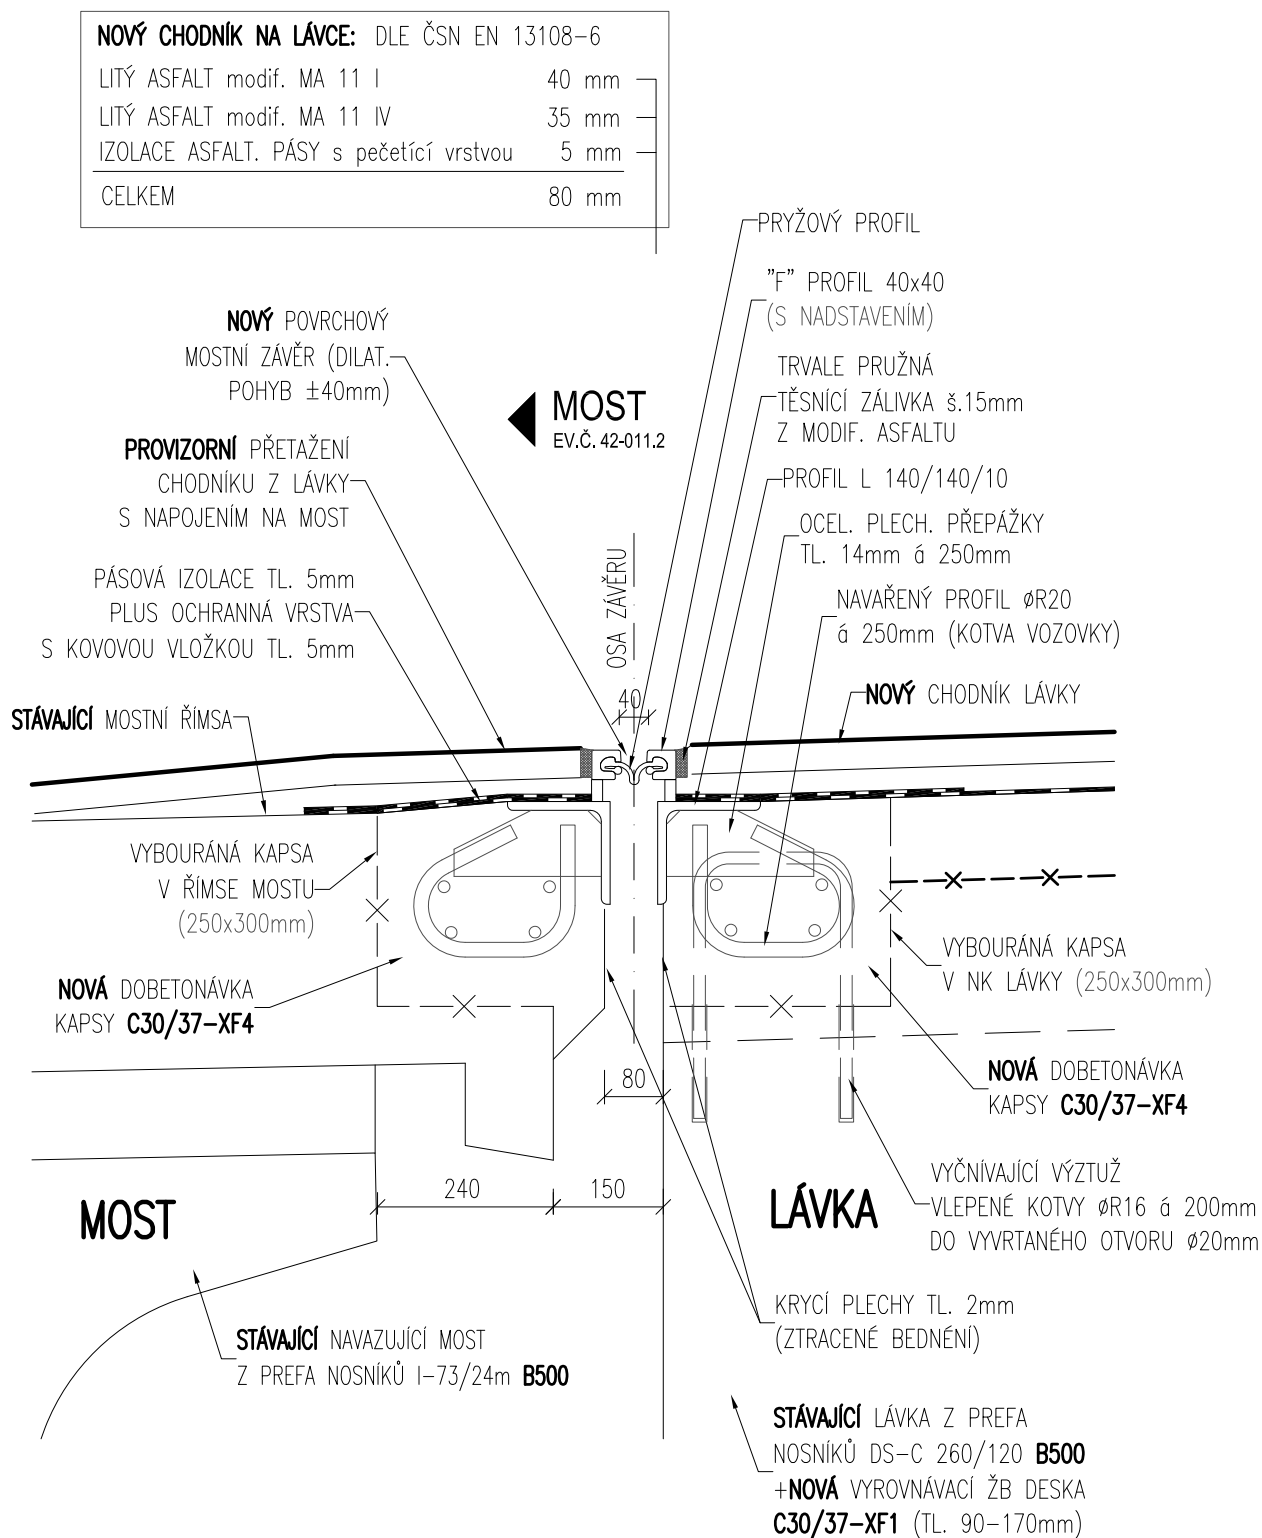 NOVÝ CHODNÍK NA LÁVCE: DLE ČSN EN 13108-6
LITÝ ASFALT modif. MA 11 I 40 mm
LITÝ ASFALT modif. MA 11 IV 35 mm
IZOLACE ASFALT. PÁSY s pečetící vrstvou 5 mm
CELKEM 80 mm
PRYŽOVÝ PROFIL
"F" PROFIL 40x40
(S NADSTAVENÍM)
NOVÝ POVRCHOVÝ
MOSTNÍ ZÁVĚR (DILAT.
POHYB ±40mm)
TRVALE PRUŽNÁ
TĚSNÍCÍ ZÁLIVKA š.15mm
Z MODIF. ASFALTU
MOST
EV.Č. 42-011.2
PROVIZORNÍ PŘETAŽENÍ
CHODNÍKU Z LÁVKY
S NAPOJENÍM NA MOST
PROFIL L 140/140/10
OCEL. PLECH. PŘEPÁŽKY
TL. 14mm á 250mm
OSA ZÁVĚRU
PÁSOVÁ IZOLACE TL. 5mm
PLUS OCHRANNÁ VRSTVA
S KOVOVOU VLOŽKOU TL. 5mm
NAVAŘENÝ PROFIL øR20
á 250mm (KOTVA VOZOVKY)
40
NOVÝ CHODNÍK LÁVKY
STÁVAJÍCÍ MOSTNÍ ŘÍMSA
VYBOURÁNÁ KAPSA
V ŘÍMSE MOSTU
(250x300mm)
VYBOURÁNÁ KAPSA
V NK LÁVKY (250x300mm)
NOVÁ DOBETONÁVKA
KAPSY C30/37-XF4
NOVÁ DOBETONÁVKA
KAPSY C30/37-XF4
80
240
150
MOST
LÁVKA
VYČNÍVAJÍCÍ VÝZTUŽ
VLEPENÉ KOTVY øR16 á 200mm
DO VYVRTANÉHO OTVORU ø20mm
KRYCÍ PLECHY TL. 2mm
(ZTRACENÉ BEDNÉNÍ)
STÁVAJÍCÍ NAVAZUJÍCÍ MOST
Z PREFA NOSNÍKŮ I-73/24m B500
STÁVAJÍCÍ LÁVKA Z PREFA
NOSNÍKŮ DS-C 260/120 B500
+NOVÁ VYROVNÁVACÍ ŽB DESKA
C30/37-XF1 (TL. 90-170mm)